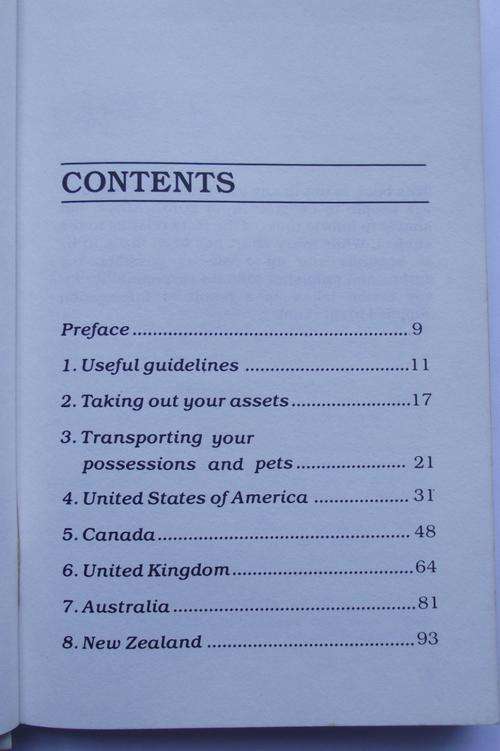 CONTENTS
Preface .......... 9
1. Useful guidelines .......... 11
2. Taking out your assets .......... 17
3. Transporting your
possessions and pets .......... 21
4. United States of America .......... 31
5. Canada .......... 48
6. United Kingdom .......... 64
7. Australia .......... 81
8. New Zealand .......... 93